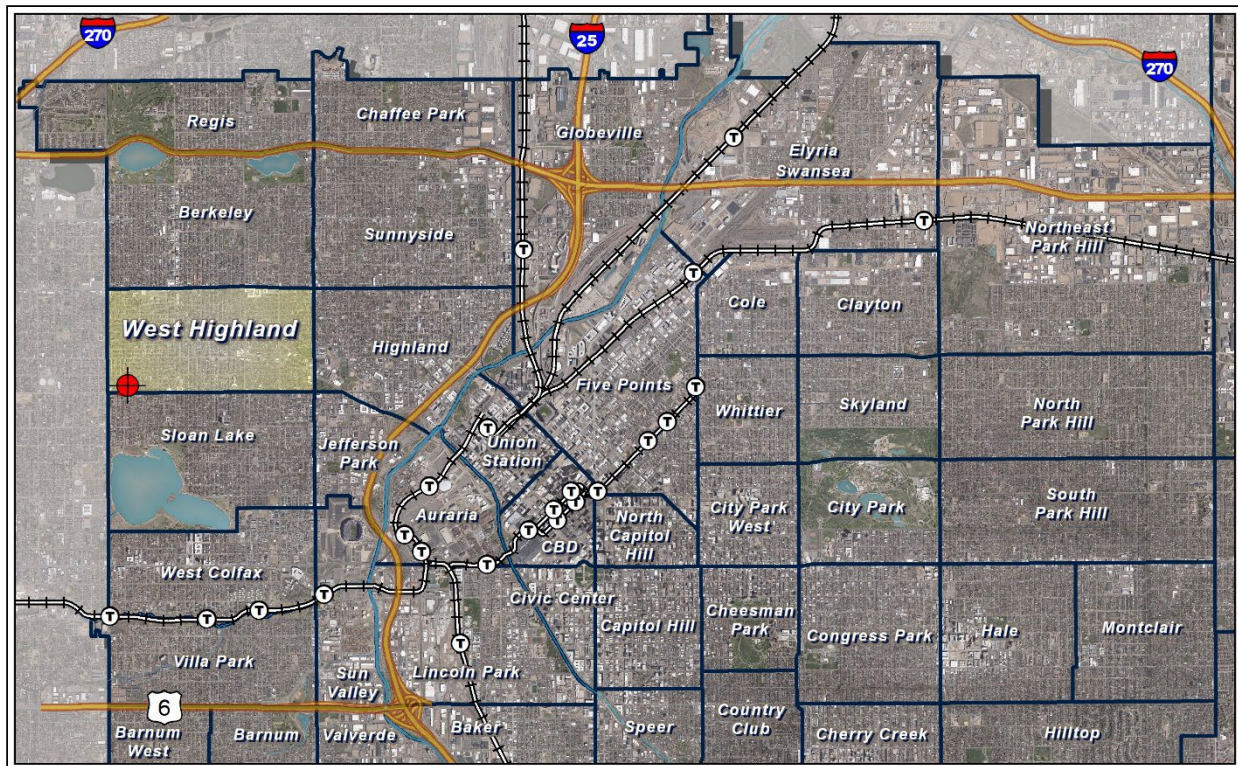 270
25
270
Regis
Chaffee Park
Globeville
Elyria
Swansea
Berkeley
Sunnyside
Northeast
Park Hill
T
T
T
T
West Highland
Highland
Cole
Clayton
Five Points
Whittier
Skyland
North
Park Hill
T
T
T
T
Sloan Lake
Jefferson
Park
Union
Station
Auraria
T
T
T
T
T
T
T
T
T
T
CBD
North
Capitol
Hill
City Park
West
City Park
South
Park Hill
West Colfax
Civic Center
Capitol Hill
Cheesman
Park
Congress Park
Hale
Montclair
T
T
T
T
T
Villa Park
Sun
Valley
Lincoln Park
6
Barnum
West
Barnum
Valverde
Baker
Speer
Country
Club
Cherry Creek
Hilltop